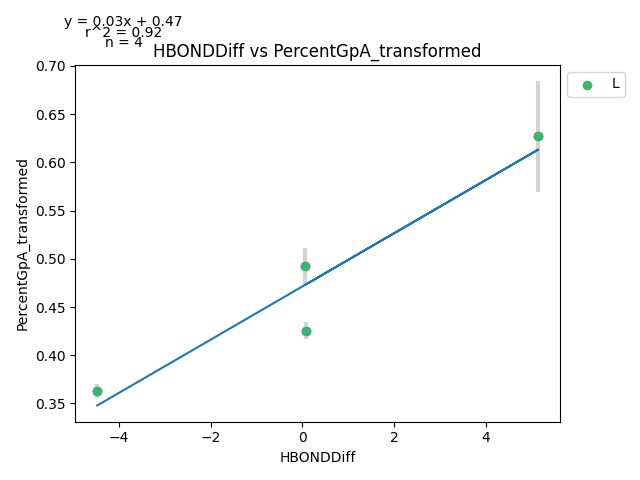 y = 0.03x + 0.47
r^2 = 0.92
n = 4
HBONDDiff vs PercentGpA_transformed
L
0.70
0.65
0.60
0.55
0.50
0.45
0.40
0.35
PercentGpA_transformed
−4
−2
0
2
4
HBONDDiff